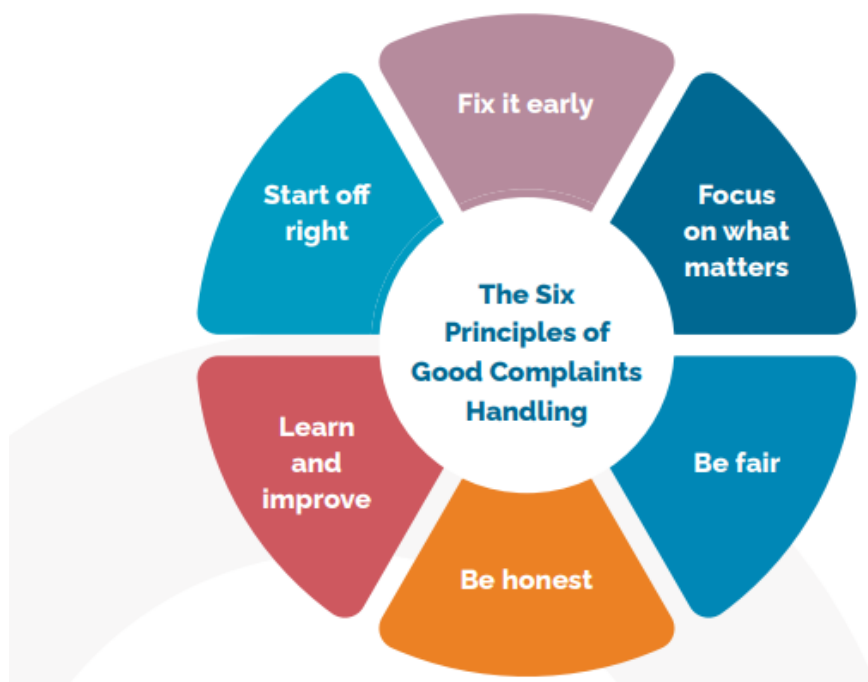 Fix it early
Start off
right
Focus
on what
matters
The Six
Principles of
Good Complaints
Handling
Learn
and
improve
Be fair
Be honest